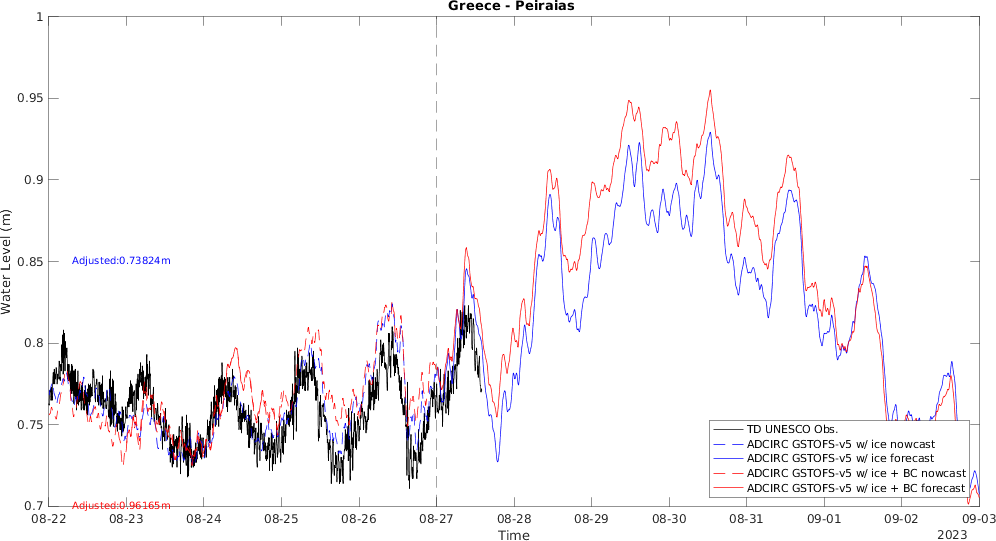 Greece - Peiraias
1
0.95
0.9
0.85
0.8
0.75
0.7
Water Level (m)
Adjusted:0.73824m
Adjusted:0.96165m
TD UNESCO Obs.
ADCIRC GSTOFS-v5 w/ ice nowcast
ADCIRC GSTOFS-v5 w/ ice forecast
ADCIRC GSTOFS-v5 w/ ice + BC nowcast
ADCIRC GSTOFS-v5 w/ ice + BC forecast
08-22 08-23 08-24 08-25 08-26 08-27 08-28 08-29 08-30 08-31 09-01 09-02 09-03
Time
2023